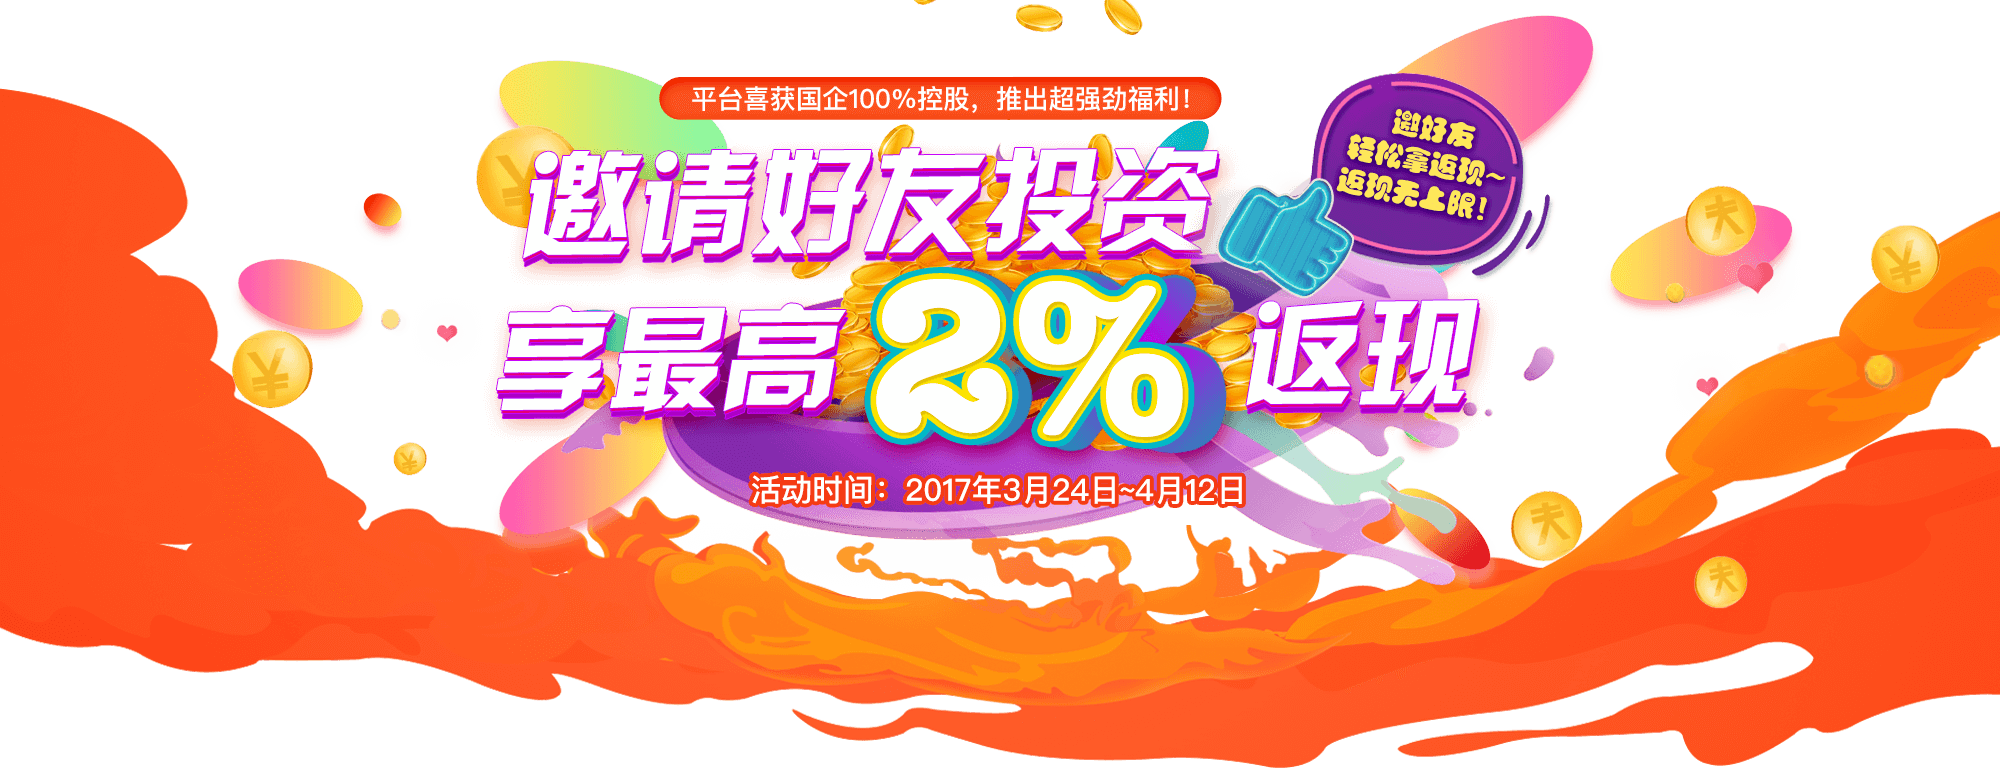 平台喜获国企100%控股，推出超强劲福利！
邀请好友投资
邀好友
轻松拿返现~
返现无上限！
享最高2%返现
活动时间：2017年3月24日~4月12日
¥
¥
¥
¥